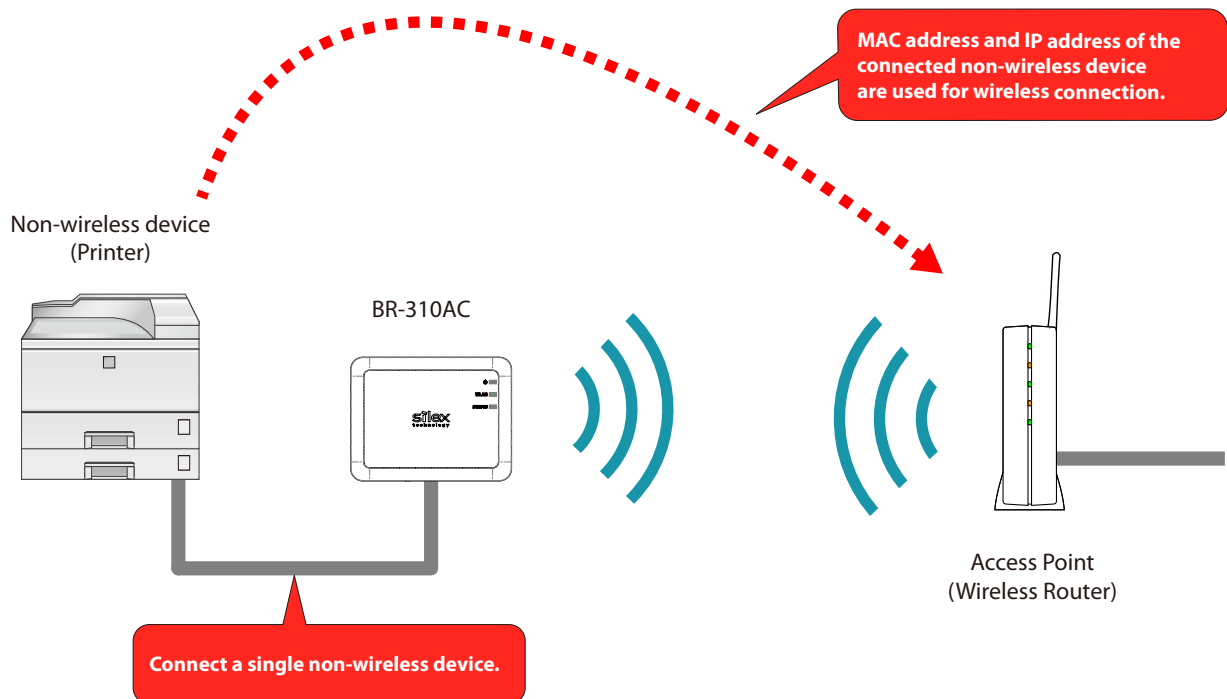 MAC address and IP address of the
connected non-wireless device
are used for wireless connection.
Non-wireless device
(Printer)
BR-310AC
silex
technology
Access Point
(Wireless Router)
Connect a single non-wireless device.